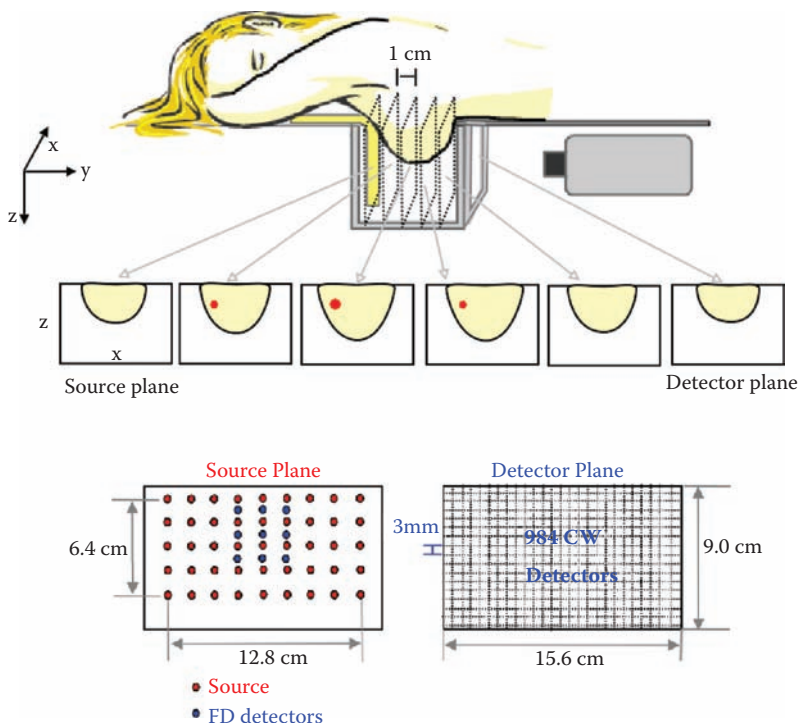 1 cm
x
y
z
z
x
Source plane
Detector plane
Source Plane
Detector Plane
6.4 cm
3mm
984 CW
Detectors
9.0 cm
12.8 cm
15.6 cm
Source
FD detectors